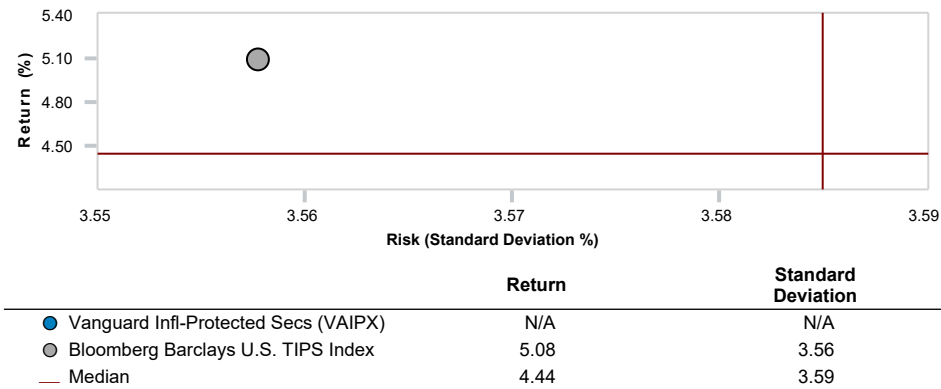 5.40
5.10
4.80
4.50
Return (%)
3.55 3.56 3.57 3.58 3.59
Risk (Standard Deviation %)
Return Standard Deviation
Vanguard Infl-Protected Secs (VAIPX) N/A N/A
Bloomberg Barclays U.S. TIPS Index 5.08 3.56
Median 4.44 3.59